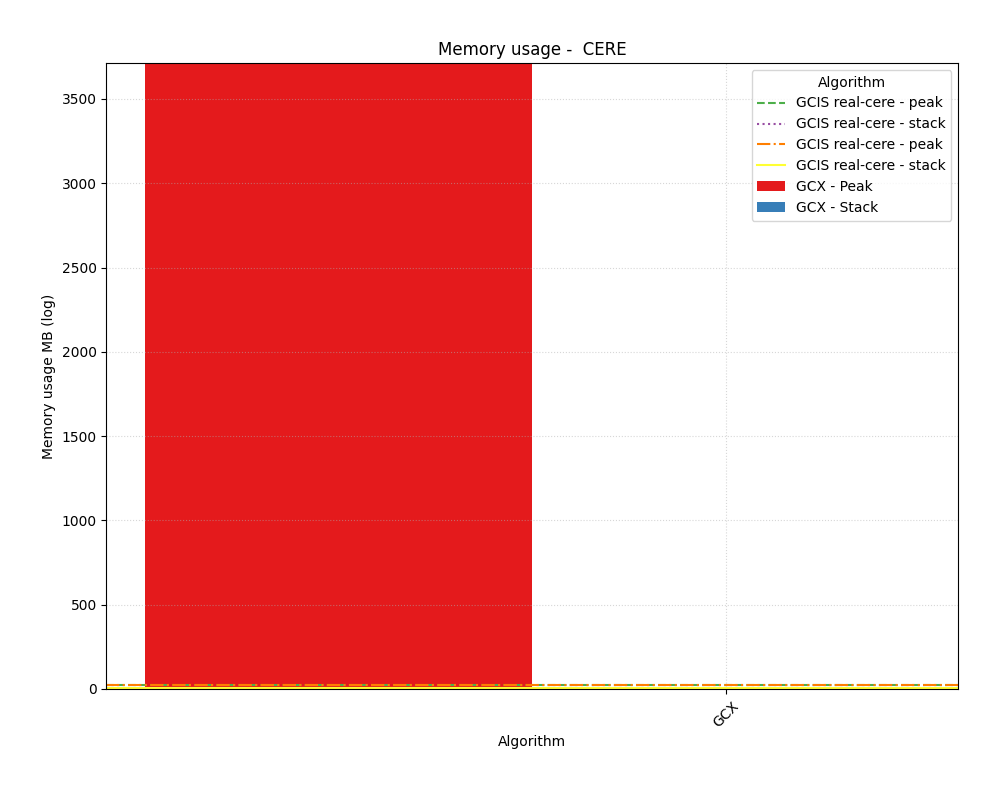 Memory usage -  CERE
Algorithm
GCIS real-cere - peak
GCIS real-cere - stack
GCIS real-cere - peak
GCIS real-cere - stack
GCX - Peak
GCX - Stack
Memory usage MB (log)
3500
3000
2500
2000
1500
1000
500
0
GCX
Algorithm